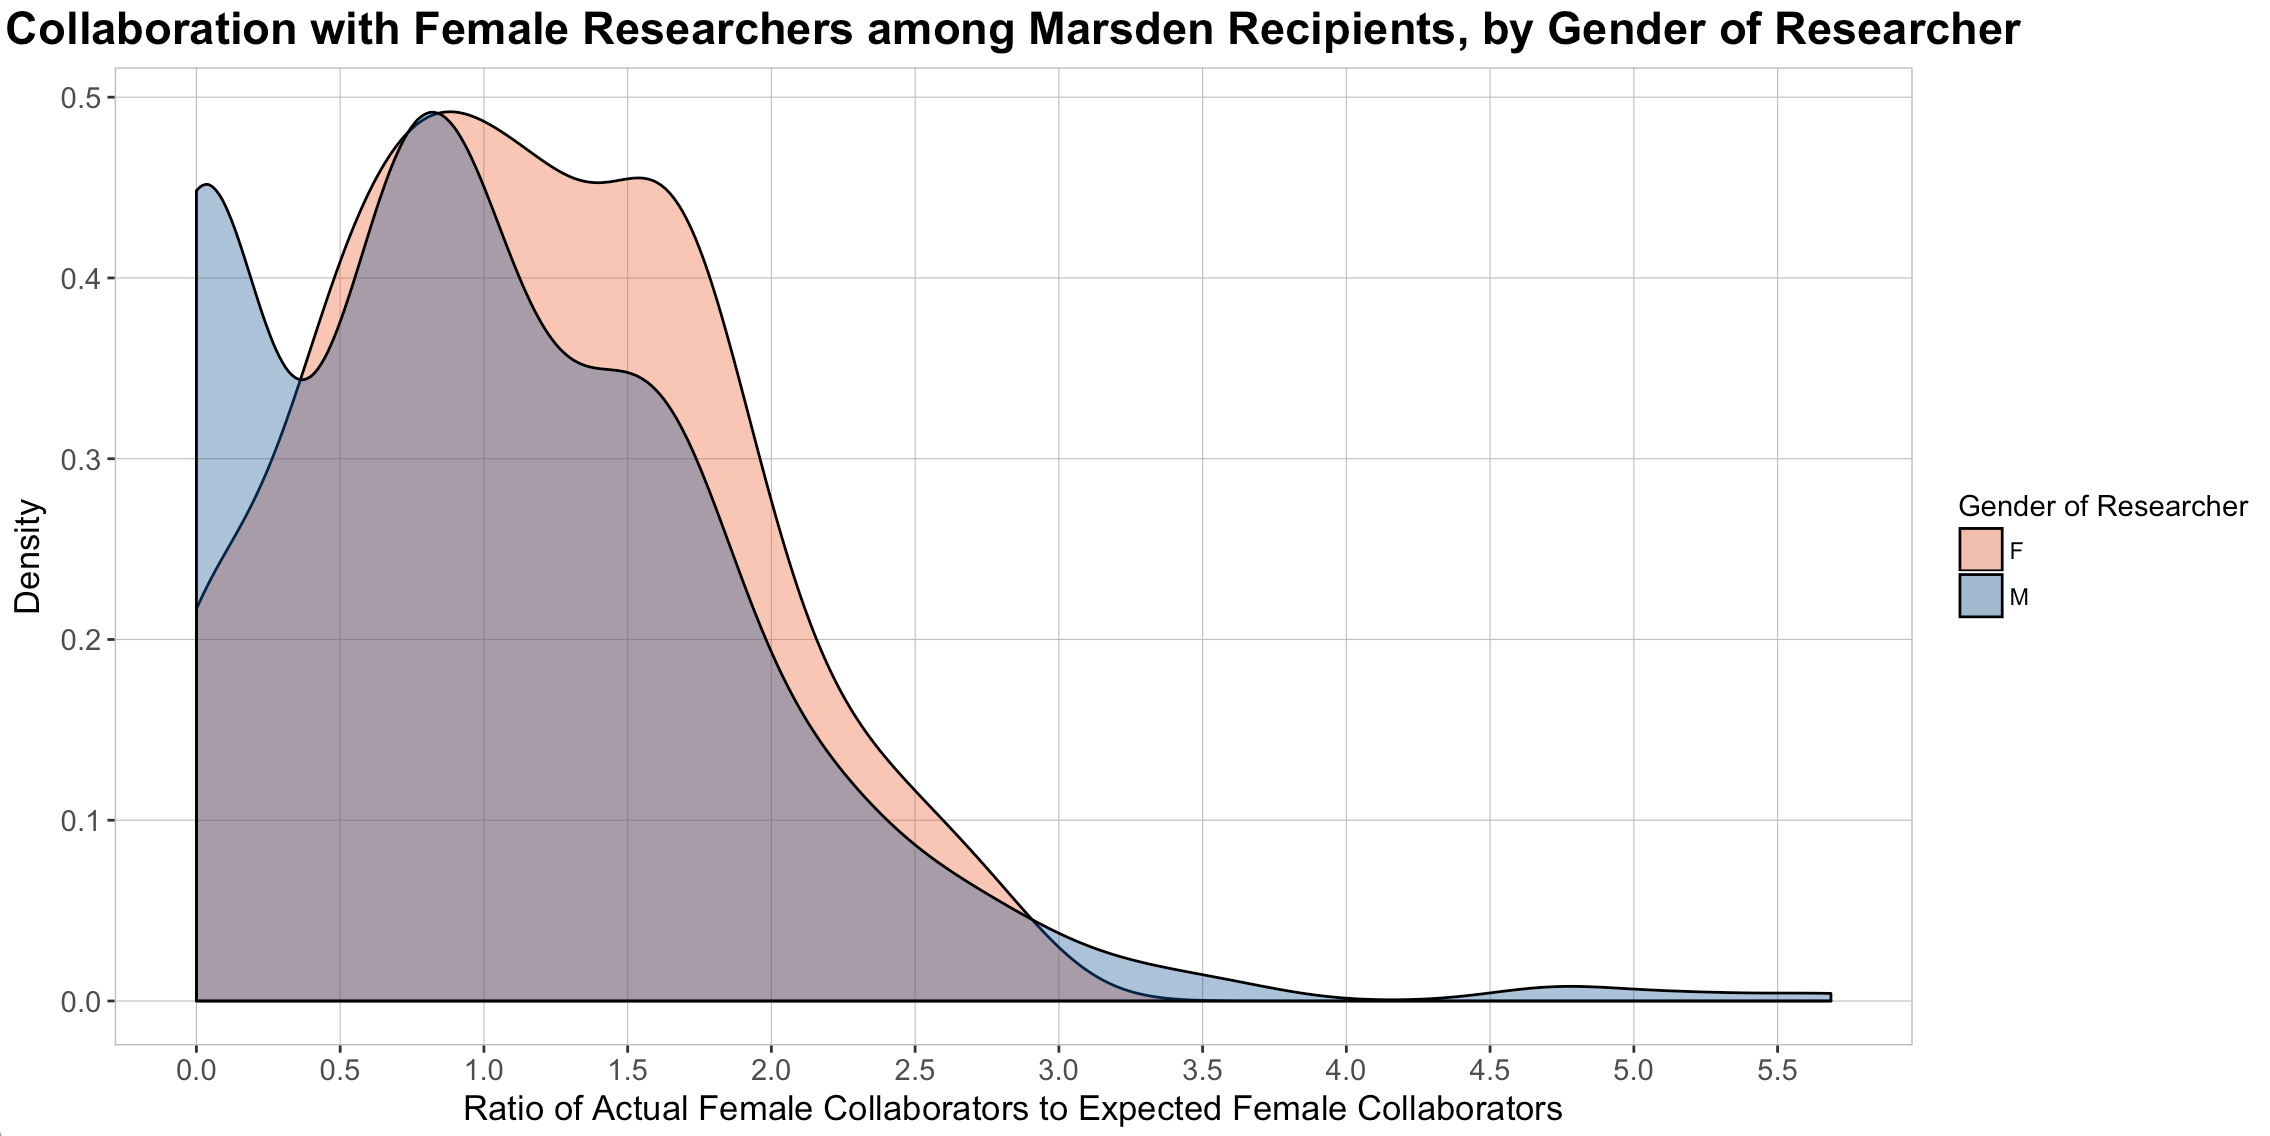 Collaboration with Female Researchers among Marsden Recipients, by Gender of Researcher
0.5
0.4
0.3
0.2
0.1
0.0
Density
0.0 0.5 1.0 1.5 2.0 2.5 3.0 3.5 4.0 4.5 5.0 5.5
Ratio of Actual Female Collaborators to Expected Female Collaborators
Gender of Researcher
F
M